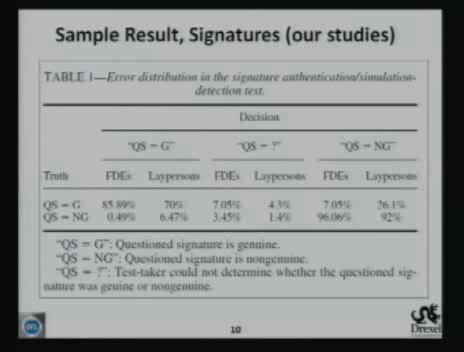 Sample Result, Signatures (our studies)
TABLE 1—Error distribution in the signature authentication/simulation-
detection test.
Decision
"QS = G" "QS = ?" "QS = NG"
Truth FDEs Laypersons FDEs Laypersons FDEs Laypersons
QS = G 85.89% 70% 7.05% 4.3% 7.05% 26.1%
QS = NG 0.49% 6.47% 3.45% 1.4% 96.06% 92%
"QS = G": Questioned signature is genuine.
"QS = NG": Questioned signature is nongenuine.
"QS = ?": Test-taker could not determine whether the questioned sig-
nature was geuine or nongenuine.
10
Drexel